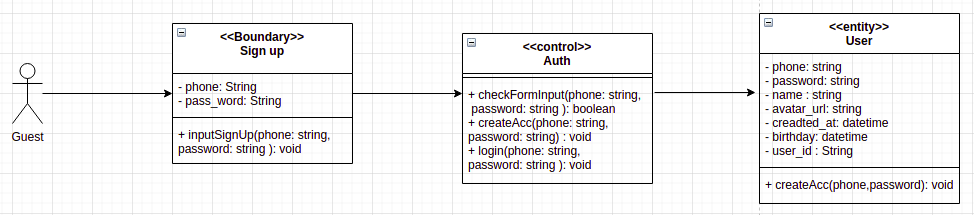 Guest
<<Boundary>>
Sign up
- phone: String
- pass_word: String
+ inputSignUp(phone: string,
password: string ): void
<<control>>
Auth
+ checkFormInput(phone: string,
password: string ): boolean
+ createAcc(phone: string,
password: string) : void
+ login(phone: string,
password: string ): void
<<entity>>
User
- phone: string
- password: string
- name : string
- avatar_url: string
- creadted_at: datetime
- birthday: datetime
- user_id : String
+ createAcc(phone,password): void